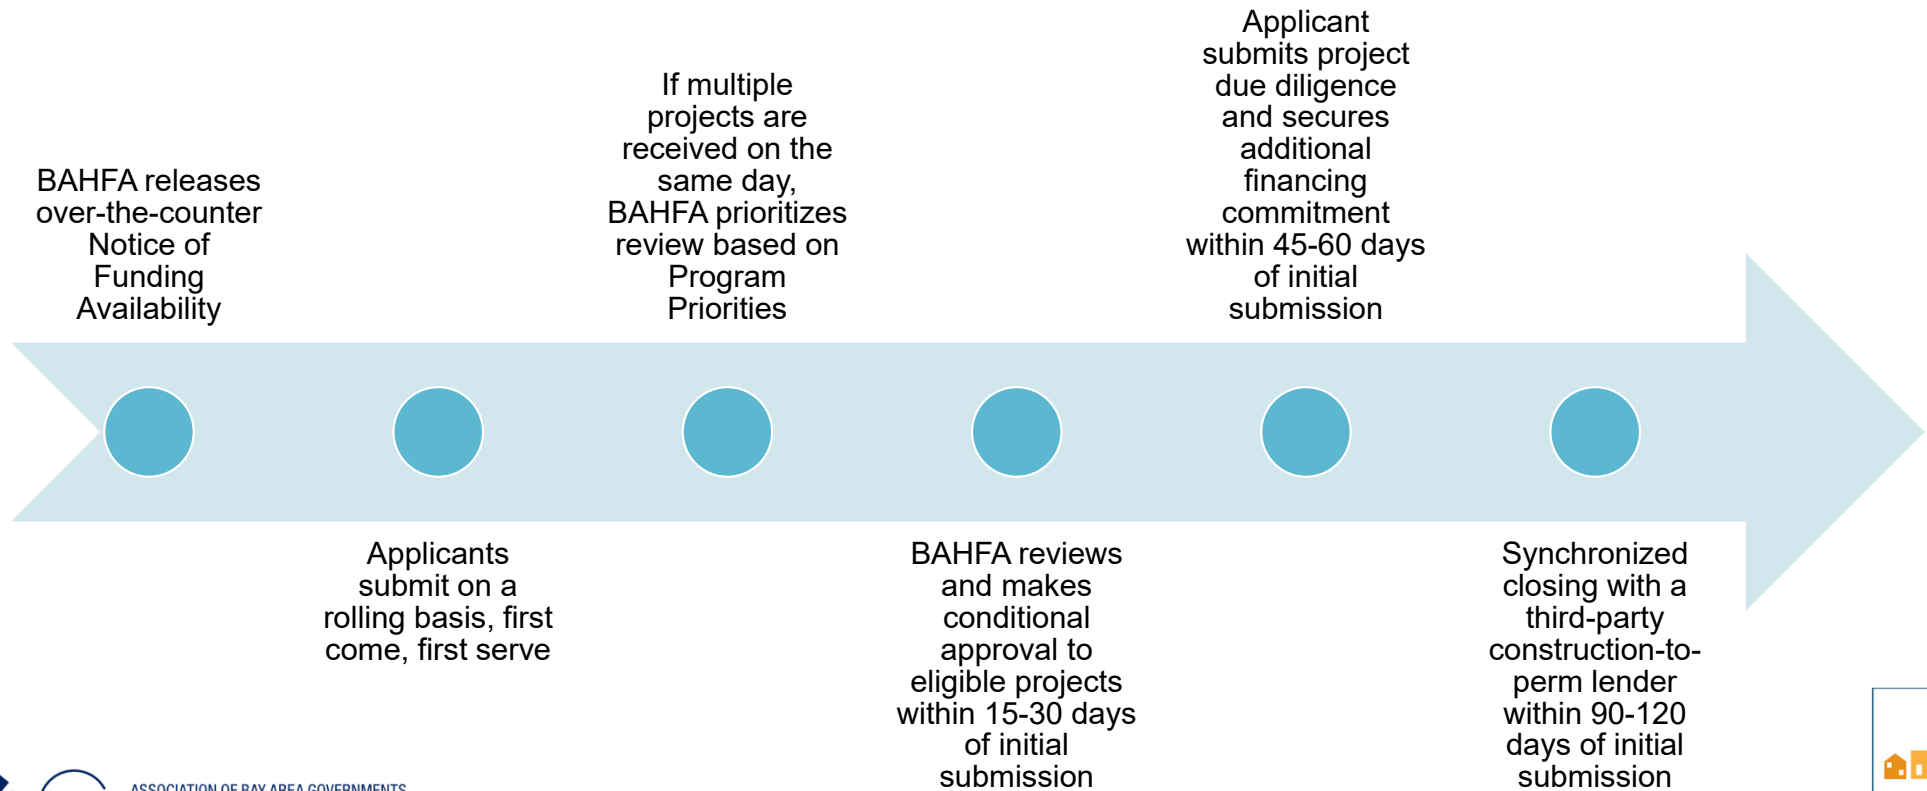 BAHFA releases
over-the-counter
Notice of
Funding
Availability
Applicants
submit on a
rolling basis, first
come, first serve
If multiple
projects are
received on the
same day,
BAHFA prioritizes
review based on
Program
Priorities
BAHFA reviews
and makes
conditional
approval to
eligible projects
within 15-30 days
of initial
submission
Applicant
submits project
due diligence
and secures
additional
financing
commitment
within 45-60 days
of initial
submission
Synchronized
closing with a
third-party
construction-to-
perm lender
within 90-120
days of initial
submission
ASSOCIATION OF BAY AREA GOVERNMENTS